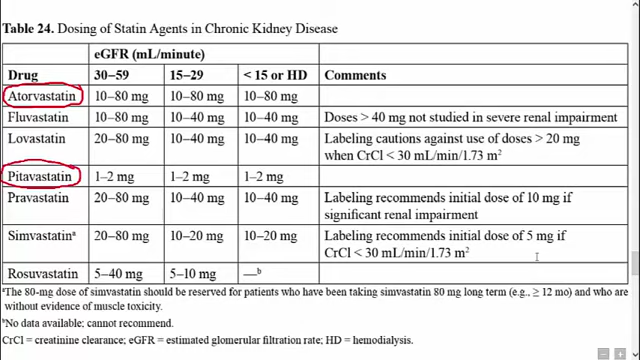 Table 24. Dosing of Statin Agents in Chronic Kidney Disease
eGFR (mL/minute)
Drug 30–59 15–29 < 15 or HD Comments
Atorvastatin 10–80 mg 10–80 mg 10–80 mg
Fluvastatin 10–80 mg 10–40 mg 10–40 mg Doses > 40 mg not studied in severe renal impairment
Lovastatin 20–80 mg 10–40 mg 10–40 mg Labeling cautions against use of doses > 20 mg
when CrCl < 30 mL/min/1.73 m²
Pitavastatin 1–2 mg 1–2 mg 1–2 mg
Pravastatin 20–80 mg 10–40 mg 10–40 mg Labeling recommends initial dose of 10 mg if
significant renal impairment
Simvastatinᵃ 20–80 mg 10–20 mg 10–20 mg Labeling recommends initial dose of 5 mg if
CrCl < 30 mL/min/1.73 m²
Rosuvastatin 5–40 mg 5–10 mg —ᵇ
ᵃThe 80-mg dose of simvastatin should be reserved for patients who have been taking simvastatin 80 mg long term (e.g., ≥ 12 mo) and who are
without evidence of muscle toxicity.
ᵇNo data available; cannot recommend.
CrCl = creatinine clearance; eGFR = estimated glomerular filtration rate; HD = hemodialysis.